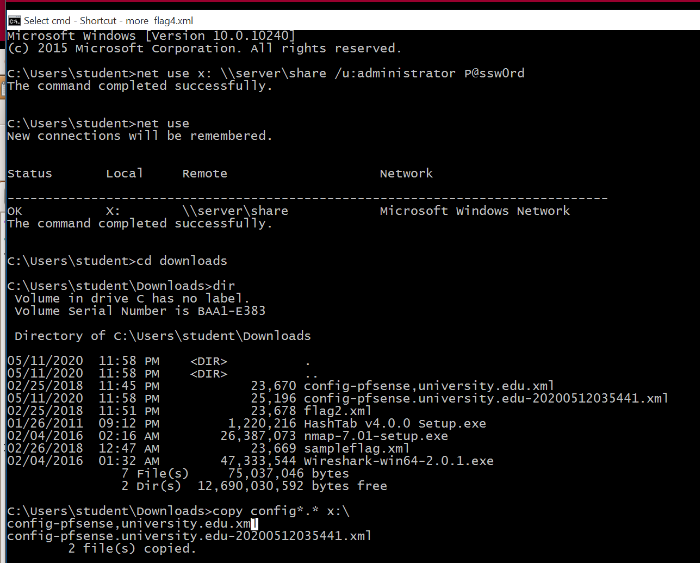 Select cmd - Shortcut - more  flag4.xml
Microsoft Windows [Version 10.0.10240]
(c) 2015 Microsoft Corporation. All rights reserved.
C:\Users\student>net use x: \\server\share /u:administrator P@ssw0rd
The command completed successfully.
C:\Users\student>net use
New connections will be remembered.
Status       Local     Remote                    Network
-------------------------------------------------------------------------------
OK           X:        \\server\share            Microsoft Windows Network
The command completed successfully.
C:\Users\student>cd downloads
C:\Users\student\Downloads>dir
 Volume in drive C has no label.
 Volume Serial Number is BAA1-E383
 Directory of C:\Users\student\Downloads
05/11/2020  11:58 PM    <DIR>          .
05/11/2020  11:58 PM    <DIR>          ..
02/25/2018  11:45 PM            23,670 config-pfsense,university.edu.xml
05/11/2020  11:58 PM            25,196 config-pfsense.university.edu-20200512035441.xml
02/25/2018  11:51 PM            23,678 flag2.xml
01/26/2011  09:12 PM         1,220,216 HashTab v4.0.0 Setup.exe
02/04/2016  02:16 AM        26,387,073 nmap-7.01-setup.exe
02/26/2018  12:47 AM            23,669 sampleflag.xml
02/04/2016  01:32 AM        47,333,544 Wireshark-win64-2.0.1.exe
               7 File(s)     75,037,046 bytes
               2 Dir(s)  12,690,030,592 bytes free
C:\Users\student\Downloads>copy config*.* x:\
config-pfsense,university.edu.xml
config-pfsense.university.edu-20200512035441.xml
        2 file(s) copied.